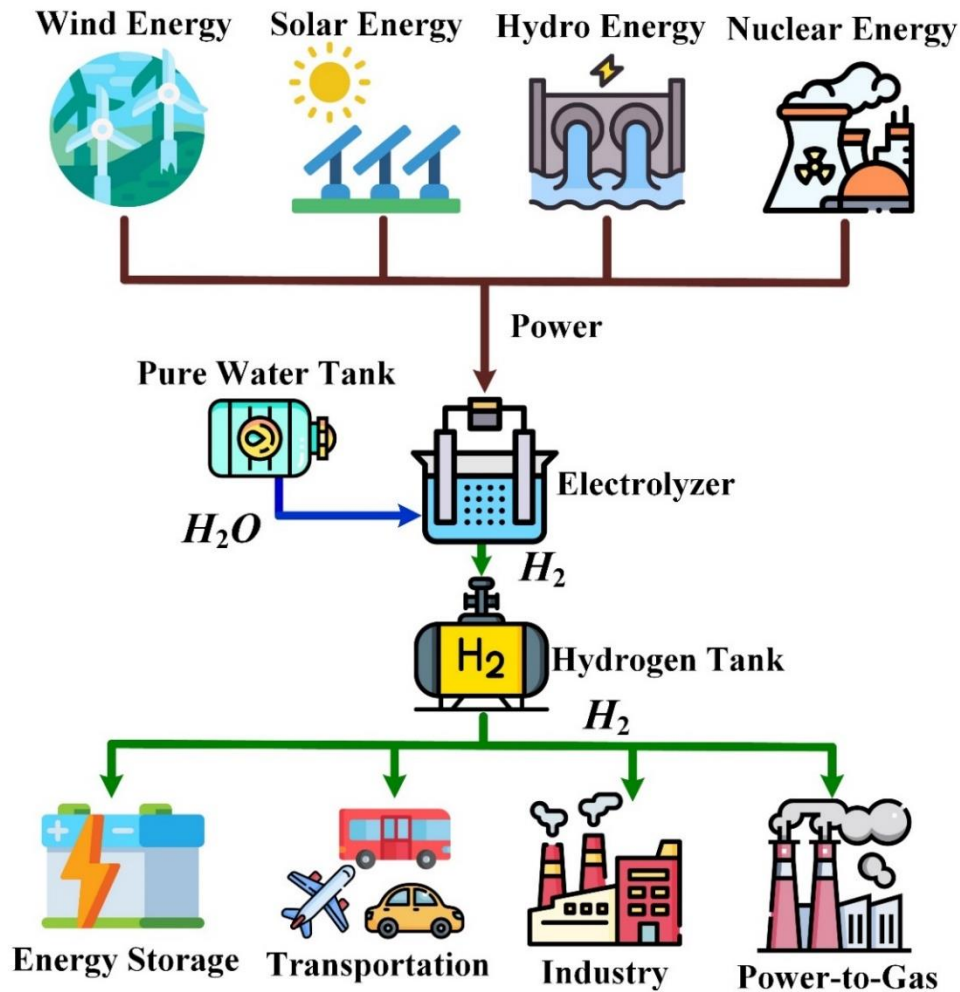 Wind Energy
Solar Energy
Hydro Energy
Nuclear Energy
Power
Pure Water Tank
Electrolyzer
H₂O
H₂
H₂
Hydrogen Tank
H₂
Energy Storage
Transportation
Industry
Power-to-Gas